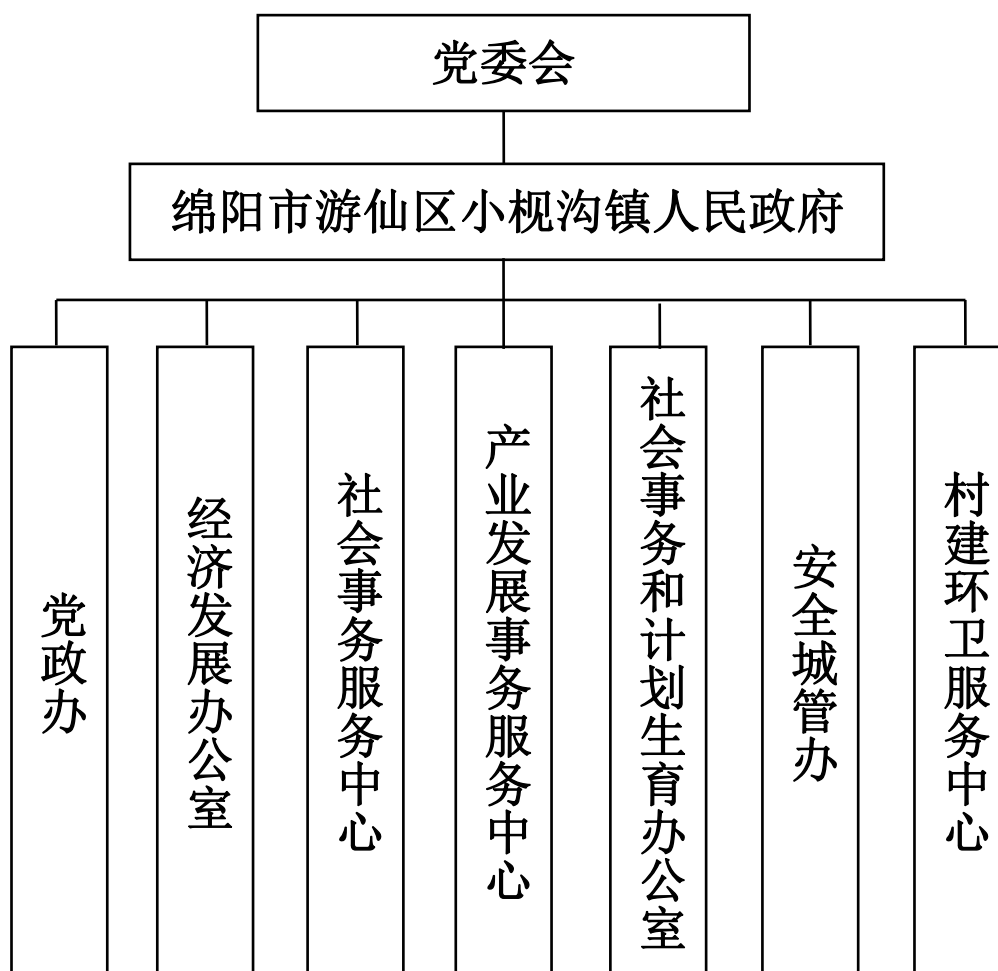 党委会
绵阳市游仙区小枧沟镇人民政府
党政办
经济发展办公室
社会事务服务中心
产业发展事务服务中心
社会事务和计划生育办公室
安全城管办
村建环卫服务中心